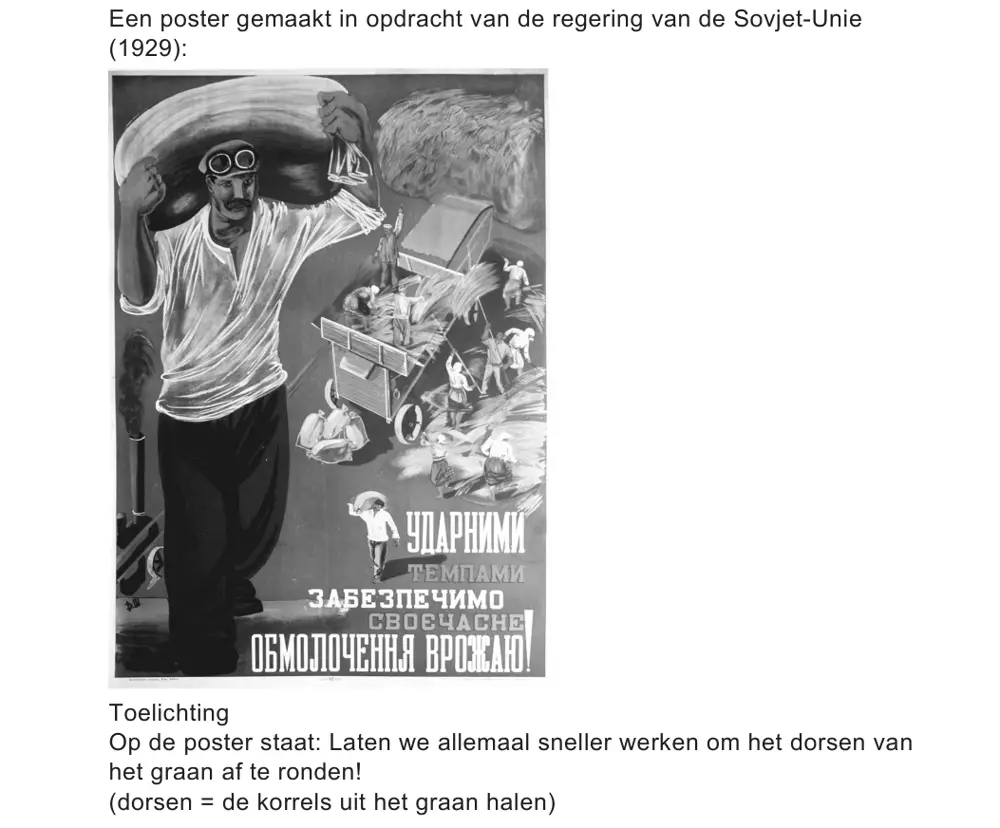 Een poster gemaakt in opdracht van de regering van de Sovjet-Unie
(1929):
УДАРНИМИ
ТЕМПАМИ
ЗАБЕЗПЕЧИМО
СВОЄЧАСНЕ
ОБМОЛОЧЕННЯ ВРОЖАЮ!
Toelichting
Op de poster staat: Laten we allemaal sneller werken om het dorsen van
het graan af te ronden!
(dorsen = de korrels uit het graan halen)